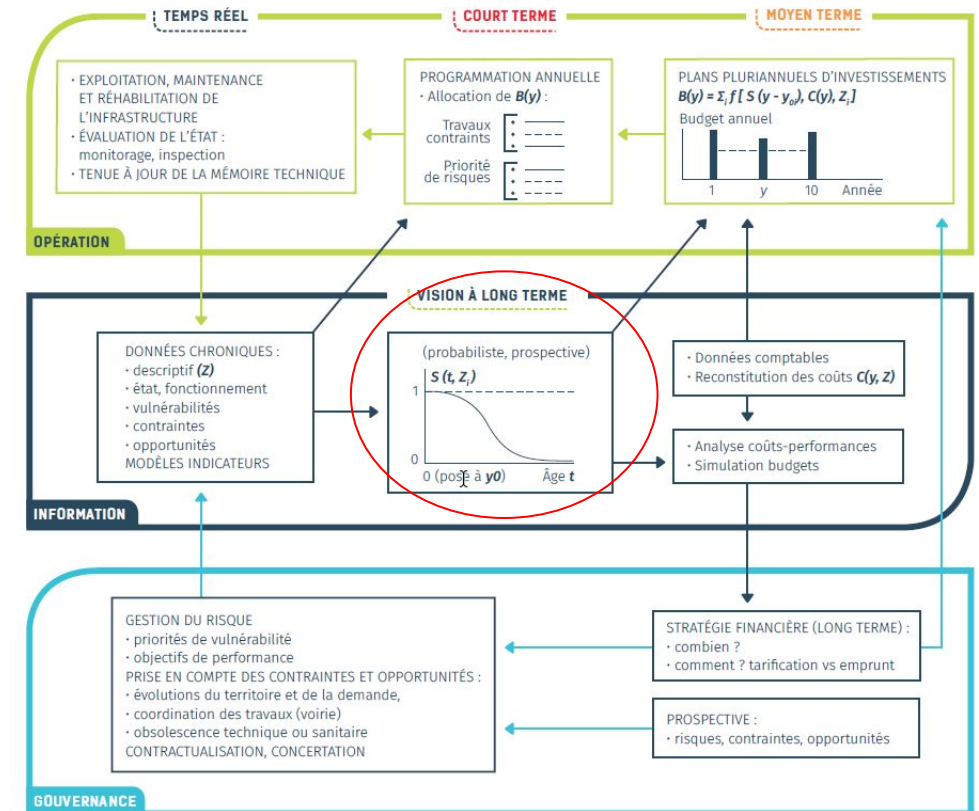 TEMPS RÉEL
COURT TERME
MOYEN TERME
· EXPLOITATION, MAINTENANCE
ET RÉHABILITATION DE
L'INFRASTRUCTURE
· ÉVALUATION DE L'ÉTAT :
monitorage, inspection
· TENUE À JOUR DE LA MÉMOIRE TECHNIQUE
PROGRAMMATION ANNUELLE
· Allocation de B(y) :
Travaux
contraints
Priorité
de risques
PLANS PLURIANNUELS D'INVESTISSEMENTS
B(y) = Σi f [ S (y - y0i), C(y), Zi ]
Budget annuel
1 y 10 Année
OPÉRATION
VISION À LONG TERME
DONNÉES CHRONIQUES :
· descriptif (Z)
· état, fonctionnement
· vulnérabilités
· contraintes
· opportunités
MODÈLES INDICATEURS
(probabiliste, prospective)
S (t, Zi)
1
0
0 (posé à y0) Âge t
· Données comptables
· Reconstitution des coûts C(y, Z)
· Analyse coûts-performances
· Simulation budgets
INFORMATION
GESTION DU RISQUE
· priorités de vulnérabilité
· objectifs de performance
PRISE EN COMPTE DES CONTRAINTES ET OPPORTUNITÉS :
· évolutions du territoire et de la demande,
· coordination des travaux (voirie)
· obsolescence technique ou sanitaire
CONTRACTUALISATION, CONCERTATION
STRATÉGIE FINANCIÈRE (LONG TERME) :
· combien ?
· comment ? tarification vs emprunt
PROSPECTIVE :
· risques, contraintes, opportunités
GOUVERNANCE